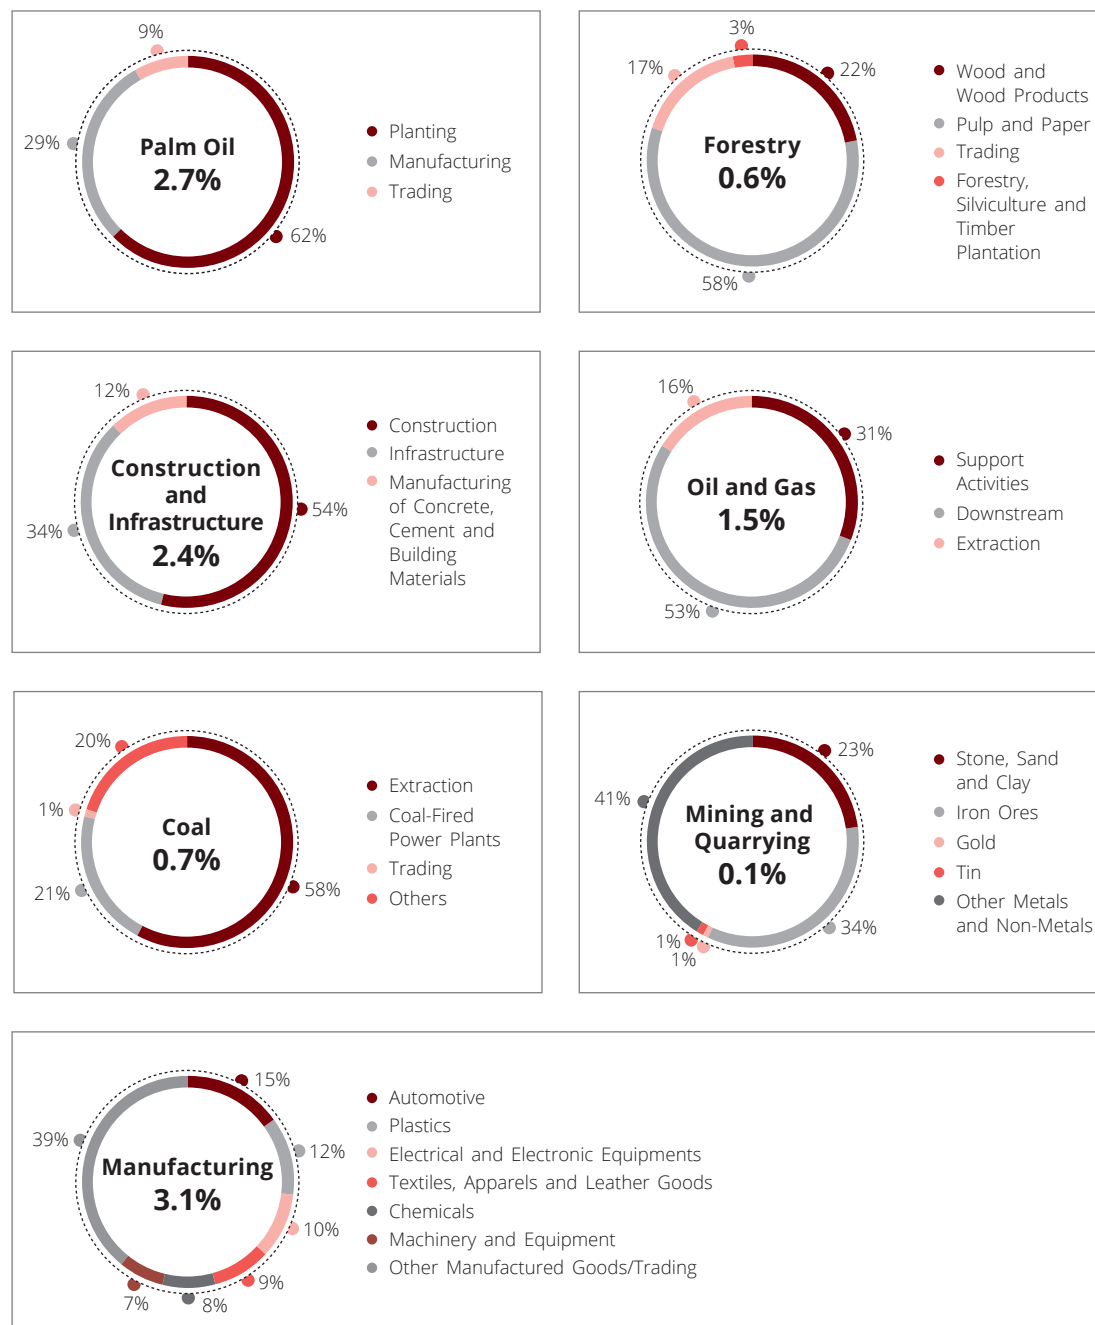 9%
29%
Palm Oil
2.7%
62%
Planting
Manufacturing
Trading
3%
17%
22%
Forestry
0.6%
58%
Wood and
Wood Products
Pulp and Paper
Trading
Forestry,
Silviculture and
Timber
Plantation
12%
34%
Construction
and
Infrastructure
2.4%
54%
Construction
Infrastructure
Manufacturing
of Concrete,
Cement and
Building
Materials
16%
31%
Oil and Gas
1.5%
53%
Support
Activities
Downstream
Extraction
20%
1%
Coal
0.7%
21%
58%
Extraction
Coal-Fired
Power Plants
Trading
Others
23%
41%
Mining and
Quarrying
0.1%
34%
1%
1%
Stone, Sand
and Clay
Iron Ores
Gold
Tin
Other Metals
and Non-Metals
15%
39%
12%
Manufacturing
3.1%
10%
9%
7%
8%
Automotive
Plastics
Electrical and Electronic Equipments
Textiles, Apparels and Leather Goods
Chemicals
Machinery and Equipment
Other Manufactured Goods/Trading